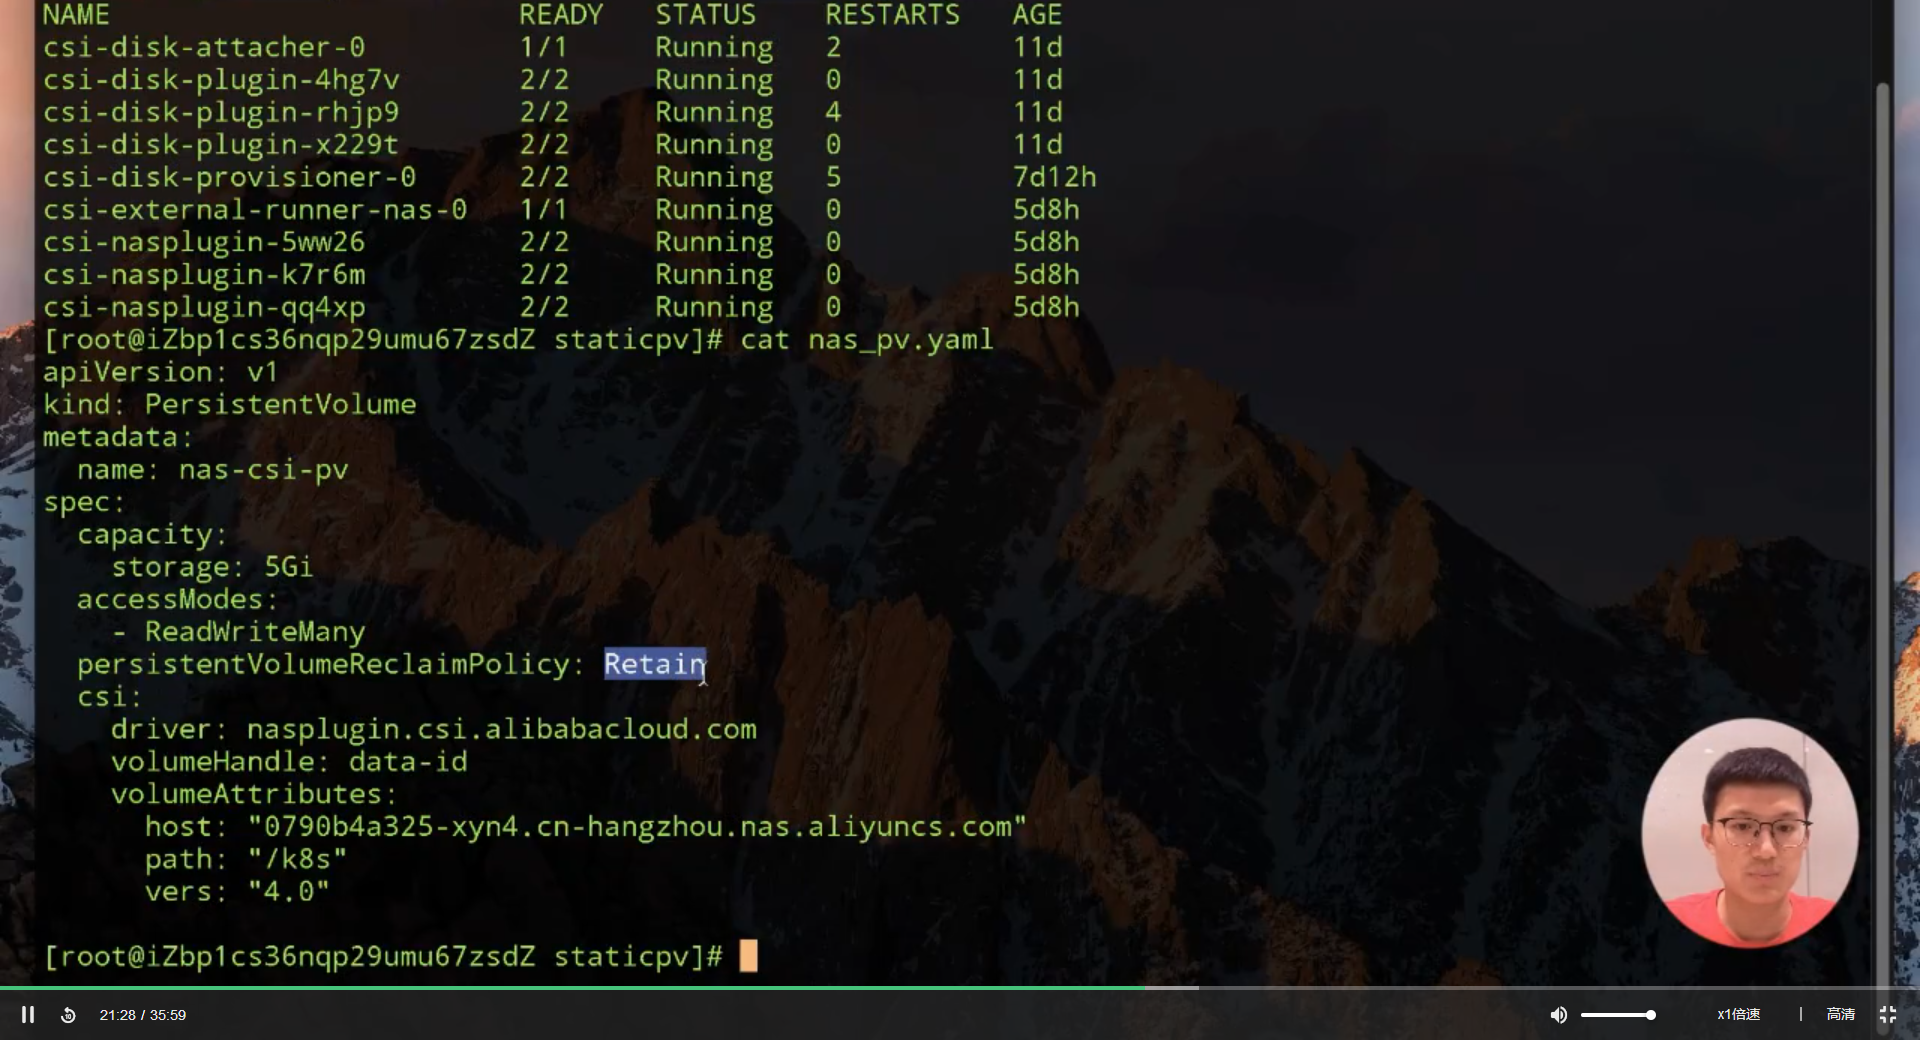 NAME READY STATUS RESTARTS AGE
csi-disk-attacher-0 1/1 Running 2 11d
csi-disk-plugin-4hg7v 2/2 Running 0 11d
csi-disk-plugin-rhjp9 2/2 Running 4 11d
csi-disk-plugin-x229t 2/2 Running 0 11d
csi-disk-provisioner-0 2/2 Running 5 7d12h
csi-external-runner-nas-0 1/1 Running 0 5d8h
csi-nasplugin-5ww26 2/2 Running 0 5d8h
csi-nasplugin-k7r6m 2/2 Running 0 5d8h
csi-nasplugin-qq4xp 2/2 Running 0 5d8h
[root@iZbp1cs36nqp29umu67zsdZ staticpv]# cat nas_pv.yaml
apiVersion: v1
kind: PersistentVolume
metadata:
  name: nas-csi-pv
spec:
  capacity:
    storage: 5Gi
  accessModes:
    - ReadWriteMany
  persistentVolumeReclaimPolicy: Retain
  csi:
    driver: nasplugin.csi.alibabacloud.com
    volumeHandle: data-id
    volumeAttributes:
      host: "0790b4a325-xyn4.cn-hangzhou.nas.aliyuncs.com"
      path: "/k8s"
      vers: "4.0"
[root@iZbp1cs36nqp29umu67zsdZ staticpv]#
10
21:28 / 35:59 x1倍速 | 高清